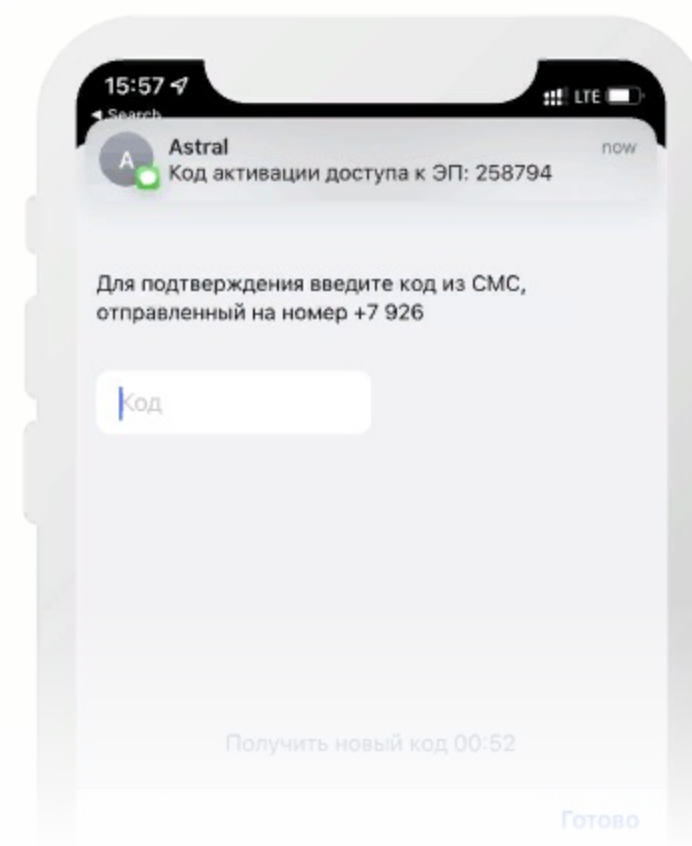 15:57
LTE
◀ Search
A
Astral
now
Код активации доступа к ЭП: 258794
Для подтверждения введите код из СМС,
отправленный на номер +7 926
Код
Получить новый код 00:52
Готово